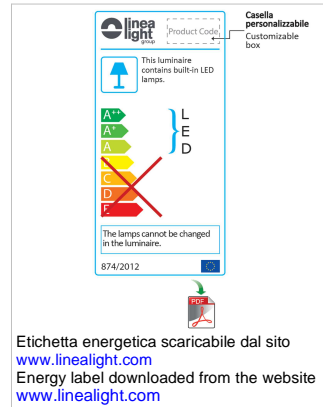 linea light
group
Product Code
Casella
personalizzabile
Customizable
box
This luminaire
contains built-in LED
lamps.
A++
A+
A
L
E
D
C
D
E
The lamps cannot be changed
in the luminaire.
874/2012
PDF
Etichetta energetica scaricabile dal sito
www.linealight.com
Energy label downloaded from the website
www.linealight.com